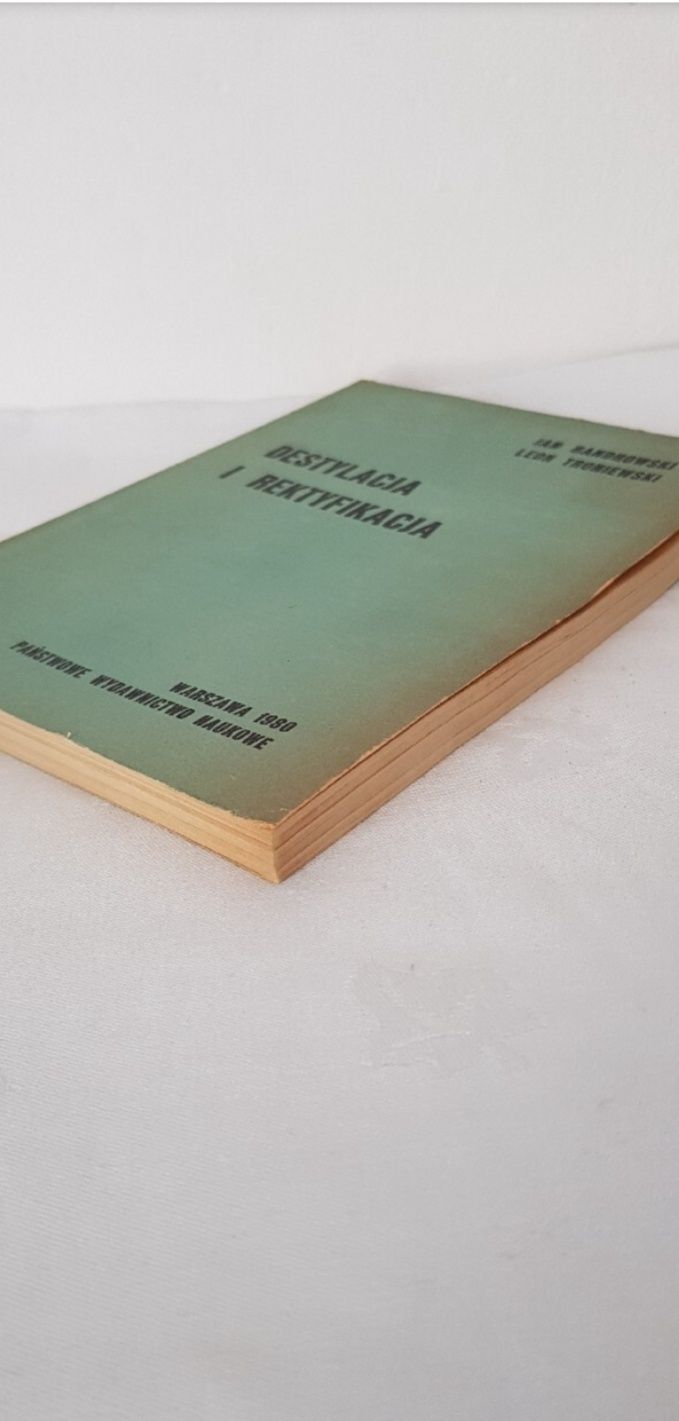 JAN BANDROWSKI
LEON TRONIEWSKI
DESTYLACJA
I REKTYFIKACJA
WARSZAWA 1980
PAŃSTWOWE WYDAWNICTWO NAUKOWE